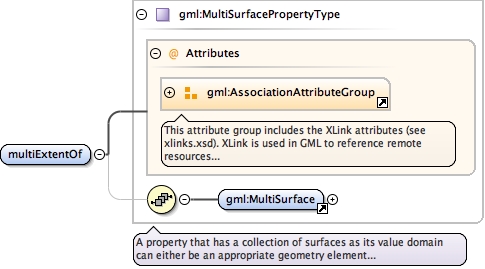 gml:MultiSurfacePropertyType
@ Attributes
gml:AssociationAttributeGroup
This attribute group includes the XLink attributes (see
xlinks.xsd). XLink is used in GML to reference remote
resources...
multiExtentOf
gml:MultiSurface
A property that has a collection of surfaces as its value domain
can either be an appropriate geometry element...